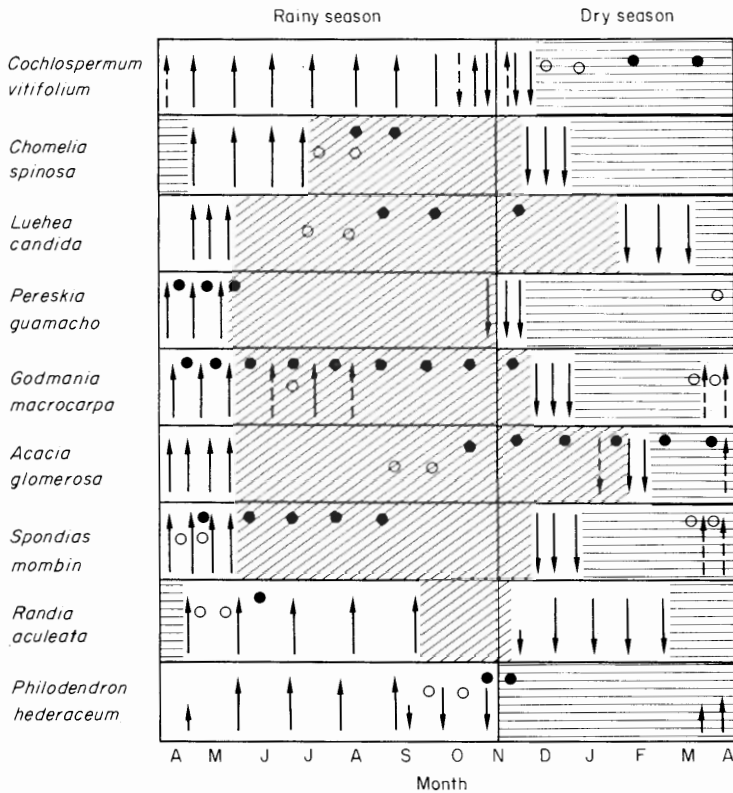 Rainy season Dry season
Cochlospermum
vitifolium
Chomelia
spinosa
Luehea
candida
Pereskia
guamacho
Godmania
macrocarpa
Acacia
glomerosa
Spondias
mombin
Randia
aculeata
Philodendron
hederaceum
A M J J A S O N D J F M A
Month